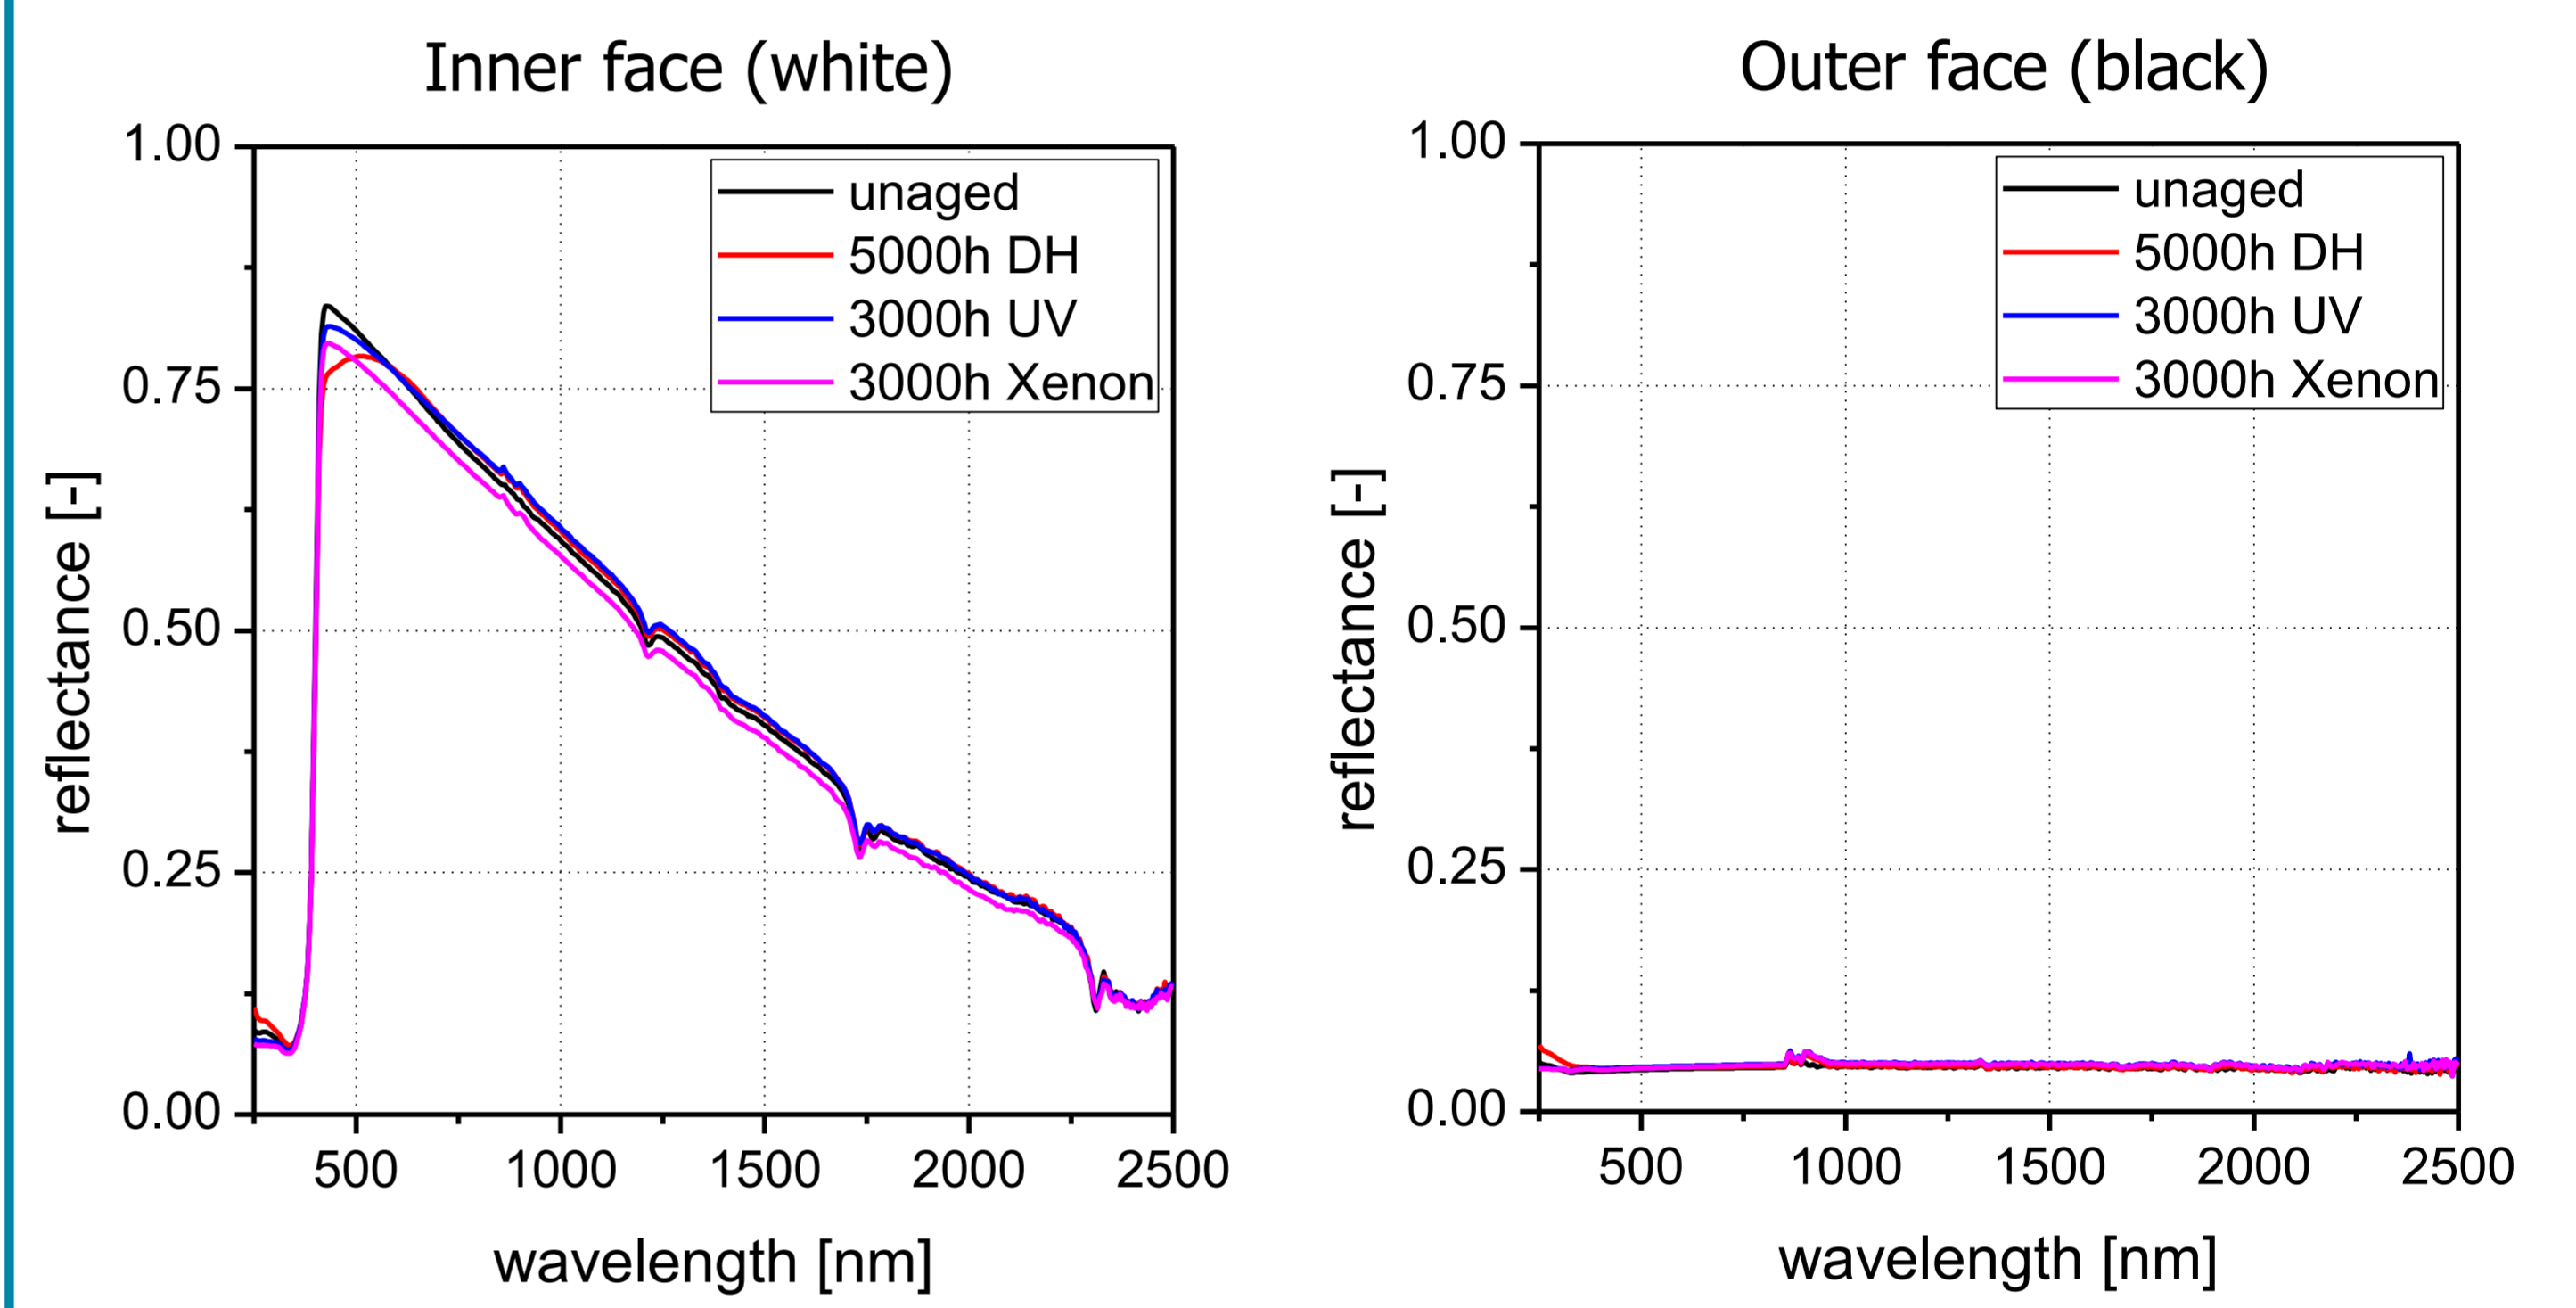 Inner face (white)
1.00
0.75
0.50
0.25
0.00
reflectance [-]
unaged
5000h DH
3000h UV
3000h Xenon
500 1000 1500 2000 2500
wavelength [nm]
Outer face (black)
1.00
0.75
0.50
0.25
0.00
reflectance [-]
unaged
5000h DH
3000h UV
3000h Xenon
500 1000 1500 2000 2500
wavelength [nm]